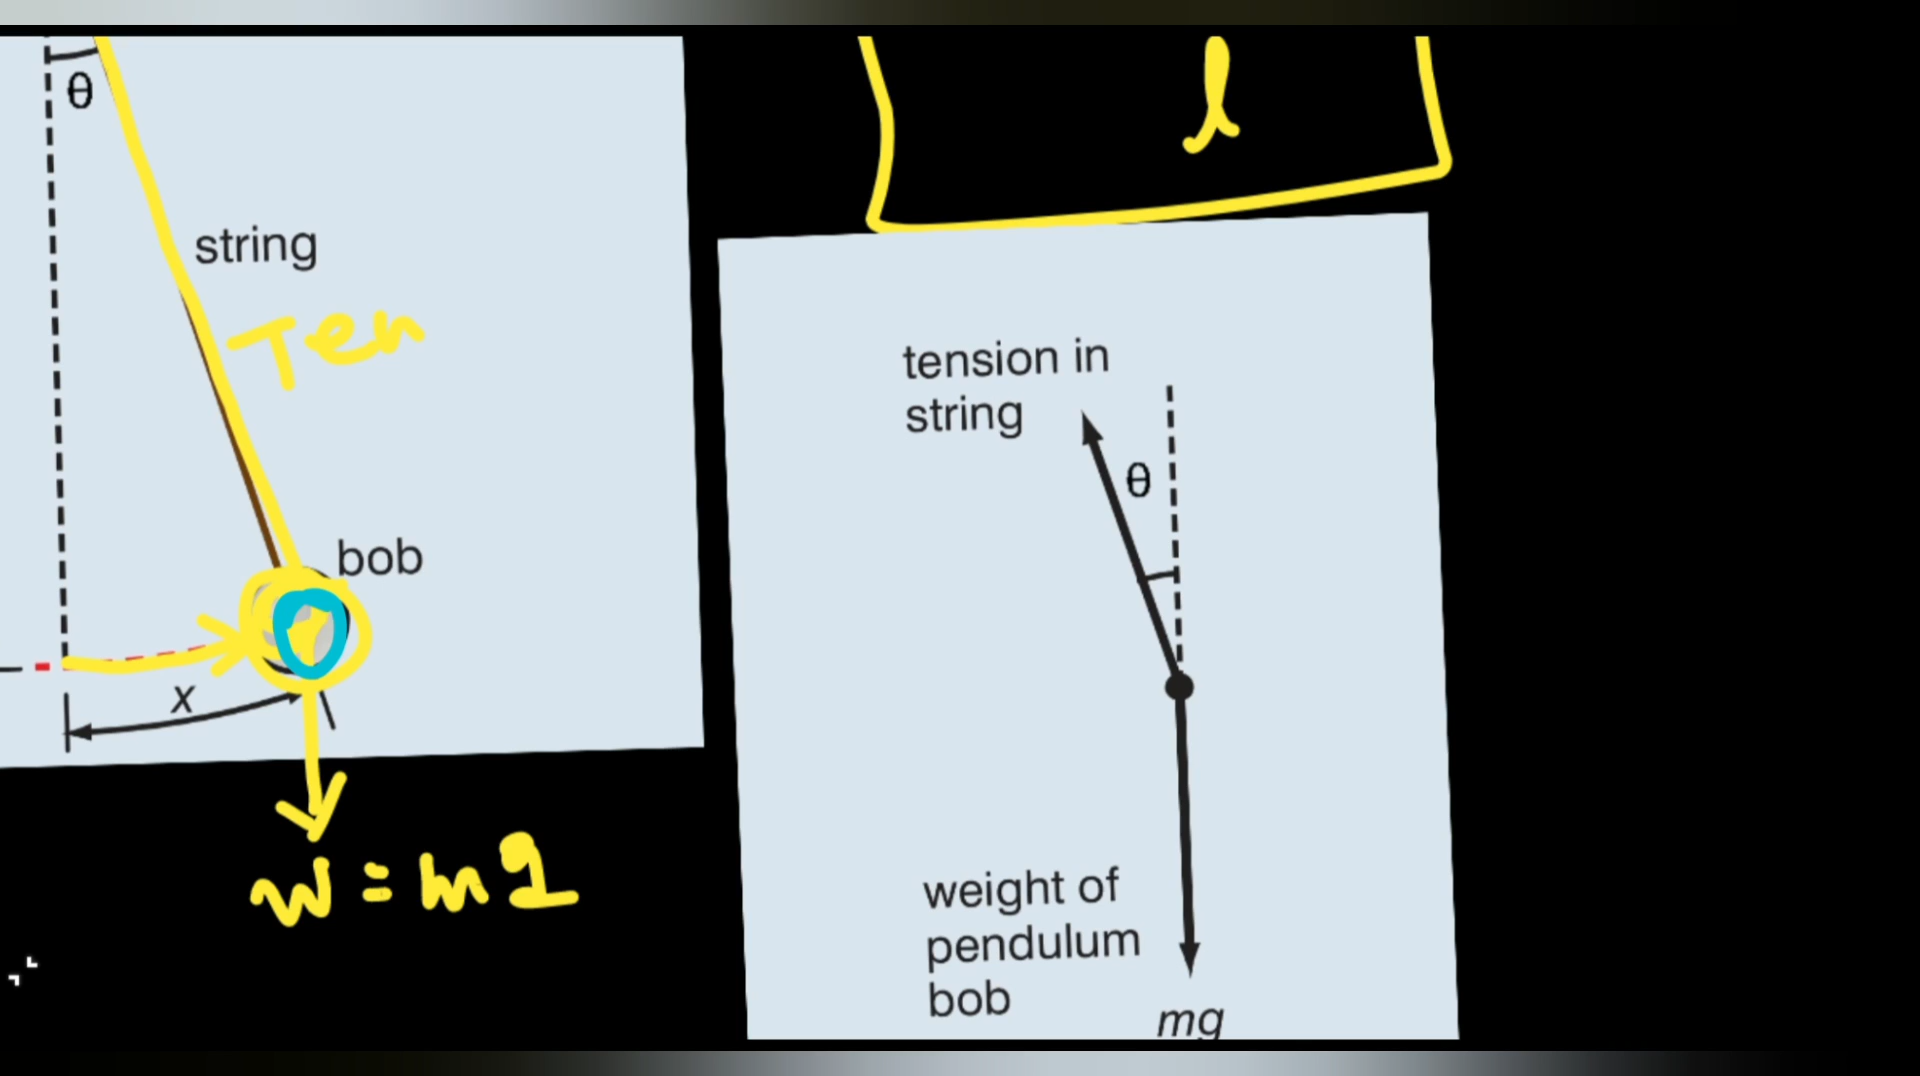 θ
string
Ten
bob
x
W = mg
l
tension in
string
θ
weight of
pendulum
bob
mg